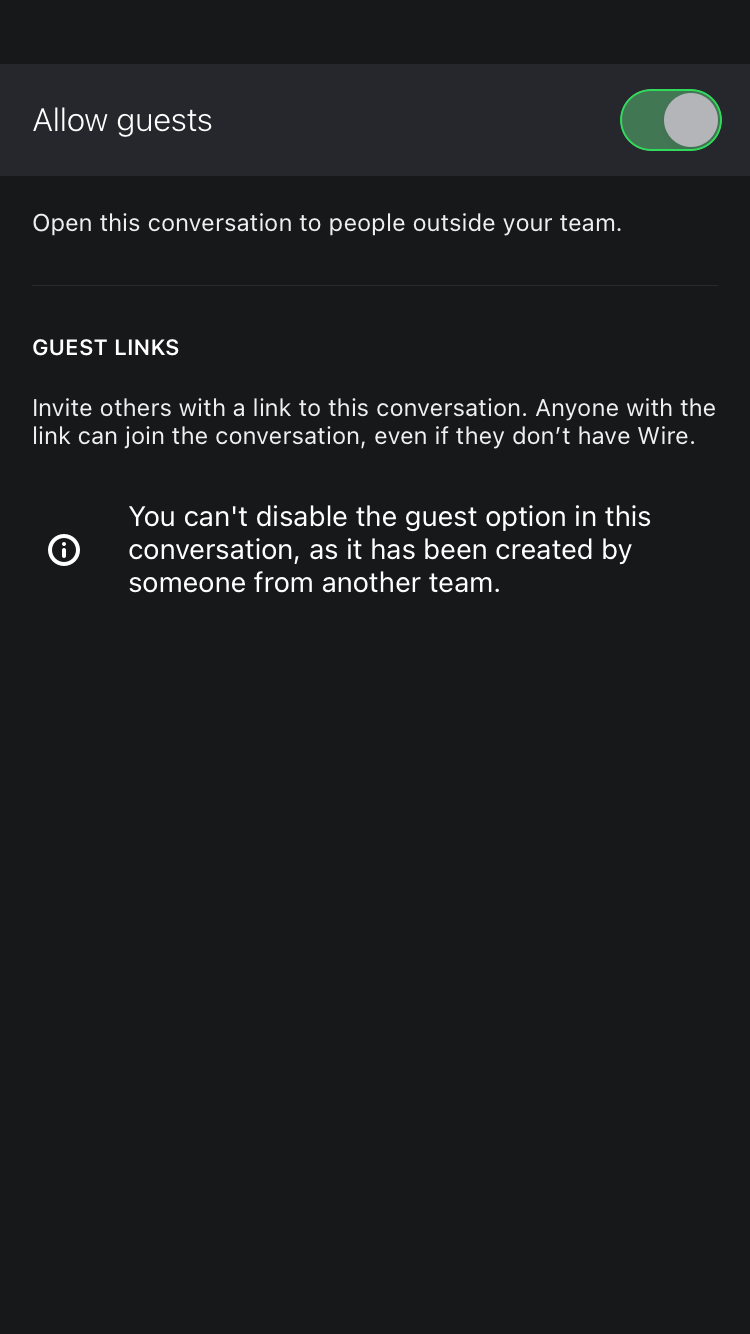 Allow guests
Open this conversation to people outside your team.
GUEST LINKS
Invite others with a link to this conversation. Anyone with the
link can join the conversation, even if they don’t have Wire.
You can't disable the guest option in this
conversation, as it has been created by
someone from another team.